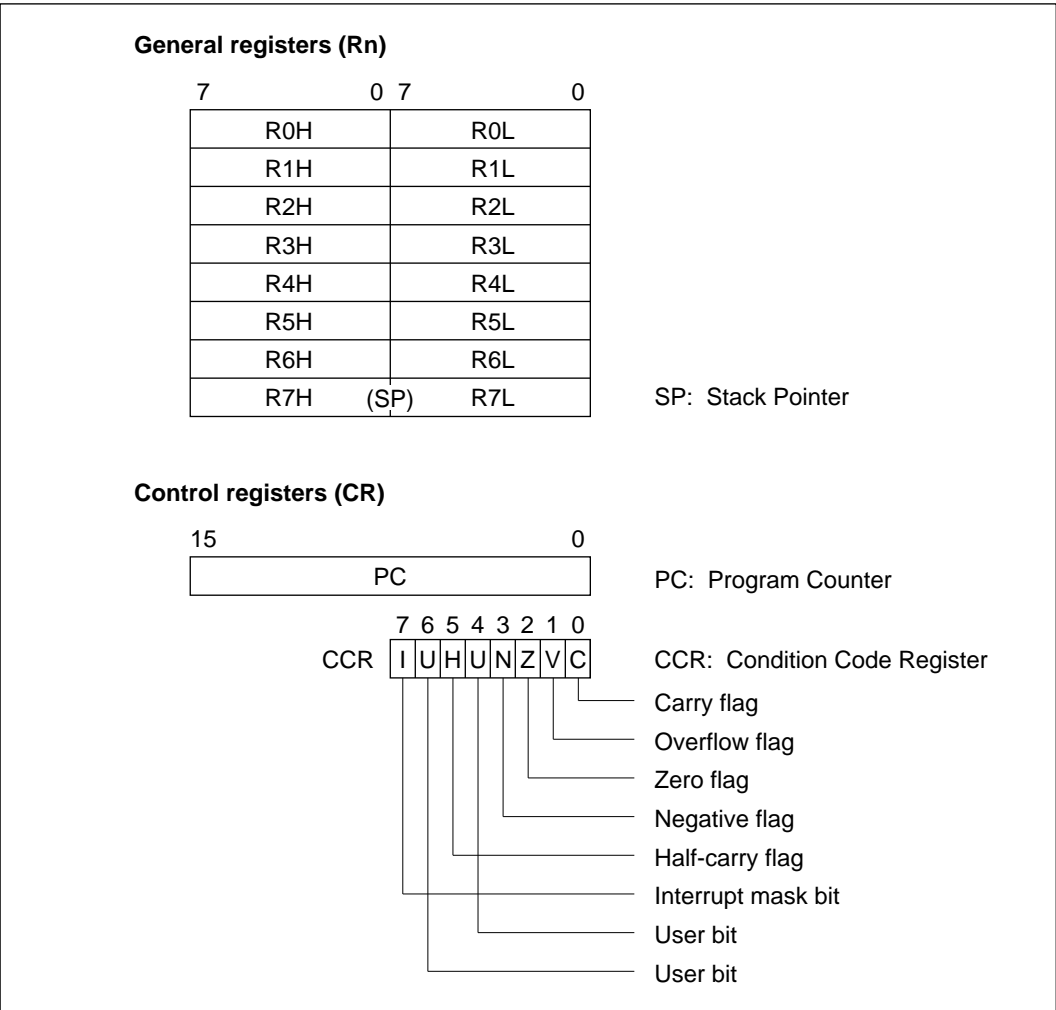 General registers (Rn)
7 0 7 0
R0H R0L
R1H R1L
R2H R2L
R3H R3L
R4H R4L
R5H R5L
R6H R6L
R7H (SP) R7L SP: Stack Pointer
Control registers (CR)
15 0
PC PC: Program Counter
7 6 5 4 3 2 1 0
CCR I U H U N Z V C CCR: Condition Code Register
Carry flag
Overflow flag
Zero flag
Negative flag
Half-carry flag
Interrupt mask bit
User bit
User bit